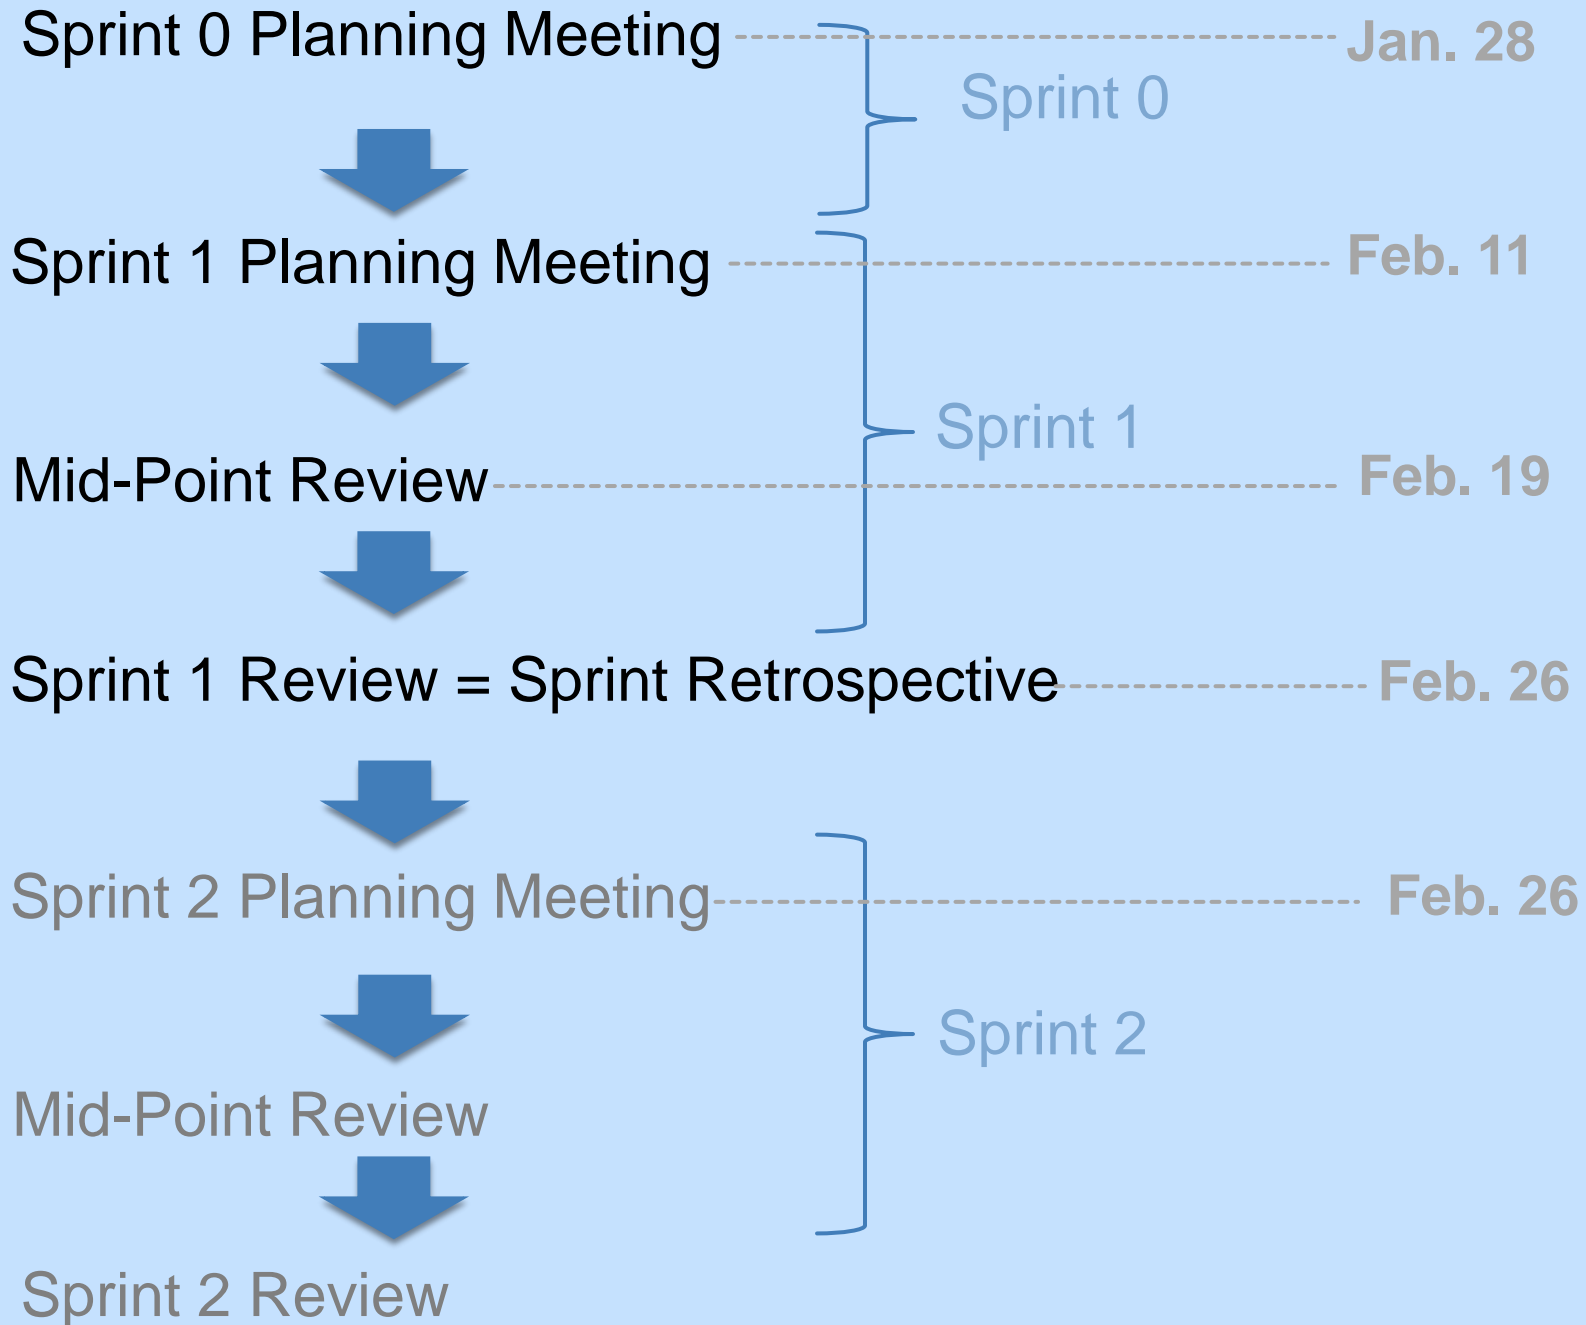 Sprint 0 Planning Meeting
Jan. 28
Sprint 0
Sprint 1 Planning Meeting
Feb. 11
Sprint 1
Mid-Point Review
Feb. 19
Sprint 1 Review = Sprint Retrospective
Feb. 26
Sprint 2 Planning Meeting
Feb. 26
Sprint 2
Mid-Point Review
Sprint 2 Review